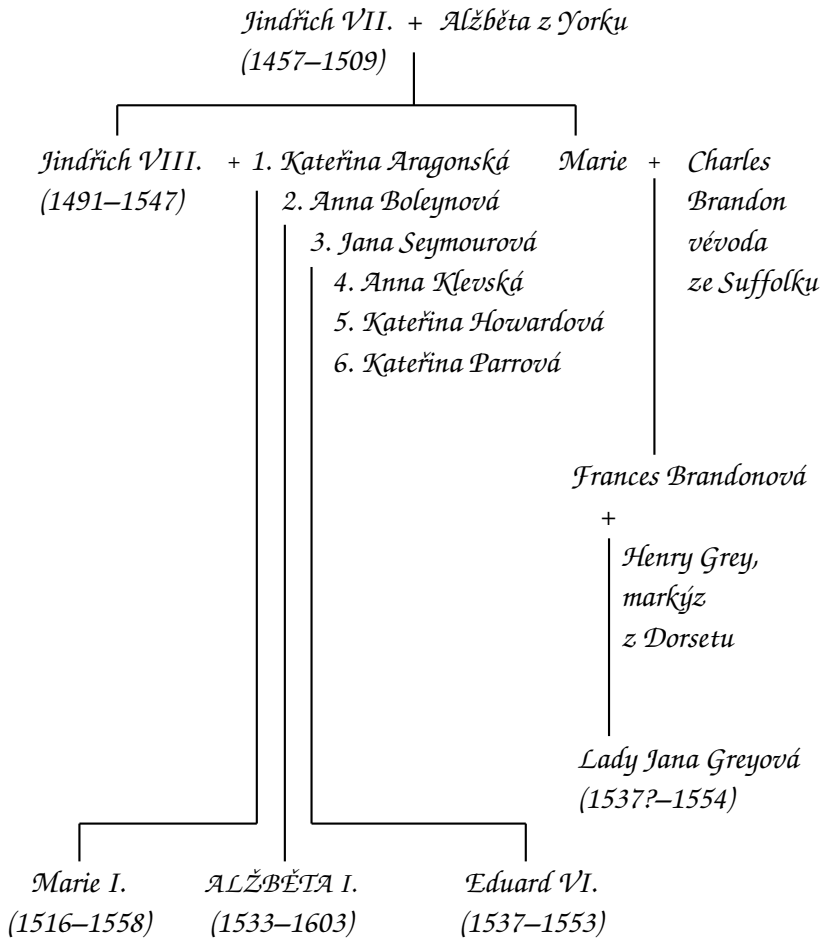 Jindřich VII. + Alžběta z Yorku
(1457–1509)
Jindřich VIII. + 1. Kateřina Aragonská
(1491–1547)
2. Anna Boleynová
3. Jana Seymourová
4. Anna Klevská
5. Kateřina Howardová
6. Kateřina Parrová
Marie + Charles
Brandon
vévoda
ze Suffolku
Frances Brandonová
+
Henry Grey,
markýz
z Dorsetu
Lady Jana Greyová
(1537?–1554)
Marie I.
(1516–1558)
ALŽBĚTA I.
(1533–1603)
Eduard VI.
(1537–1553)